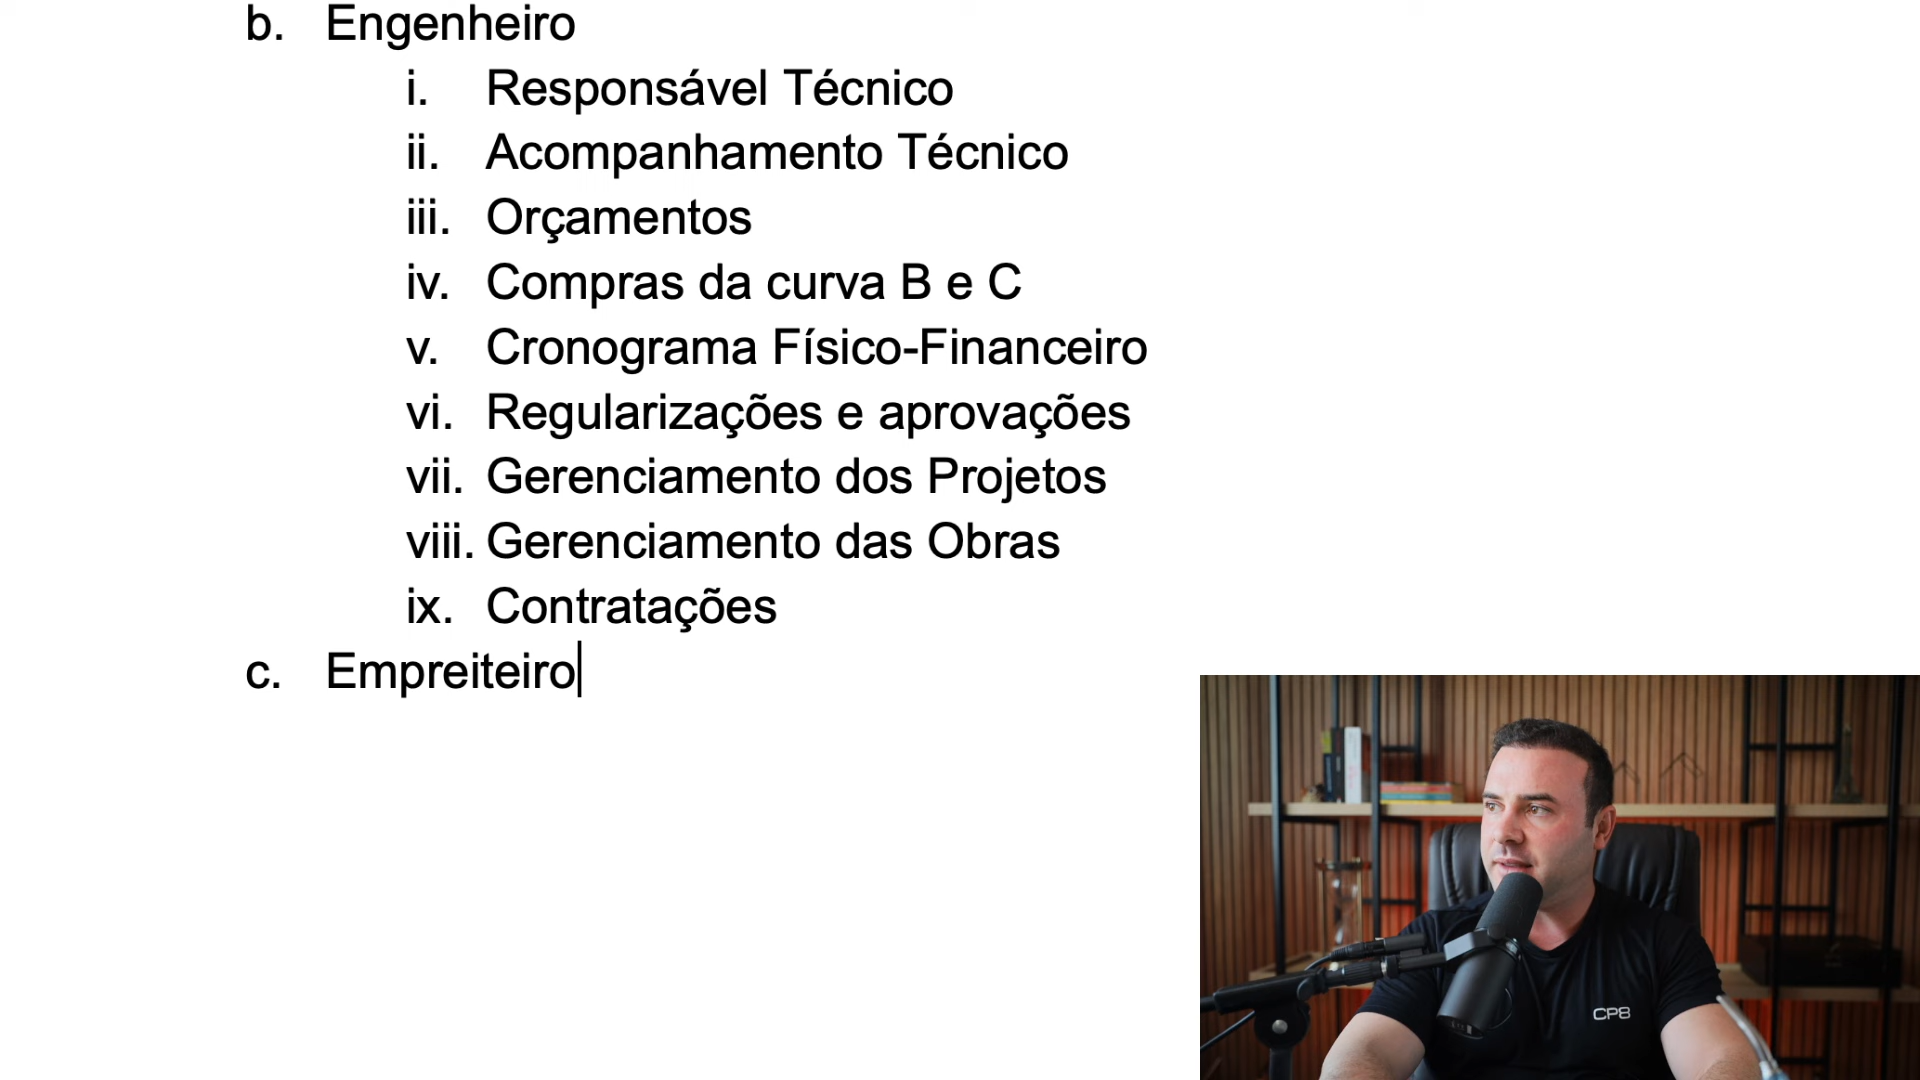 b. Engenheiro
i. Responsável Técnico
ii. Acompanhamento Técnico
iii. Orçamentos
iv. Compras da curva B e C
v. Cronograma Físico-Financeiro
vi. Regularizações e aprovações
vii. Gerenciamento dos Projetos
viii. Gerenciamento das Obras
ix. Contratações
c. Empreiteiro
CP8